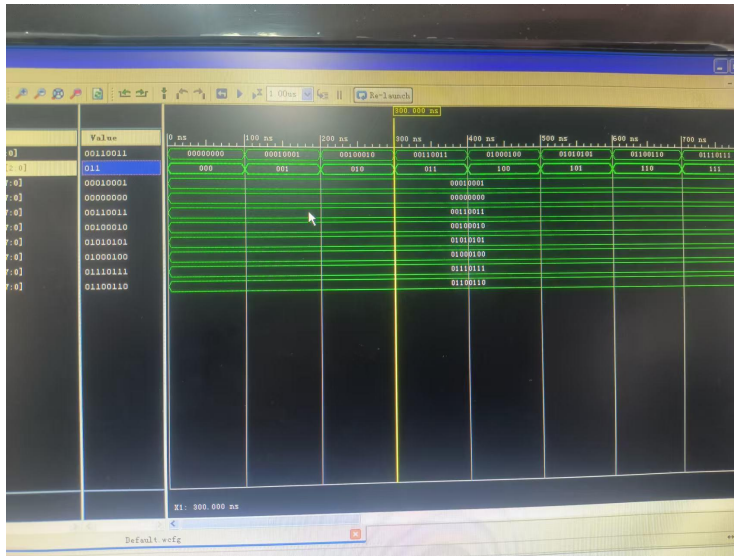 1.00us Re-launch
300.000 ns
Value 0 ns 100 ns 200 ns 300 ns 400 ns 500 ns 600 ns 700 ns
0] 00110011 00000000 00010001 00100010 00110011 01000100 01010101 01100110 01110111
[2:0] 011 000 001 010 011 100 101 110 111
7:0] 00010001 00010001
7:0] 00000000 00000000
7:0] 00110011 00110011
7:0] 00100010 00100010
7:0] 01010101 01010101
7:0] 01000100 01000100
7:0] 01110111 01110111
7:0] 01100110 01100110
X1: 300.000 ns
Default.wcfg